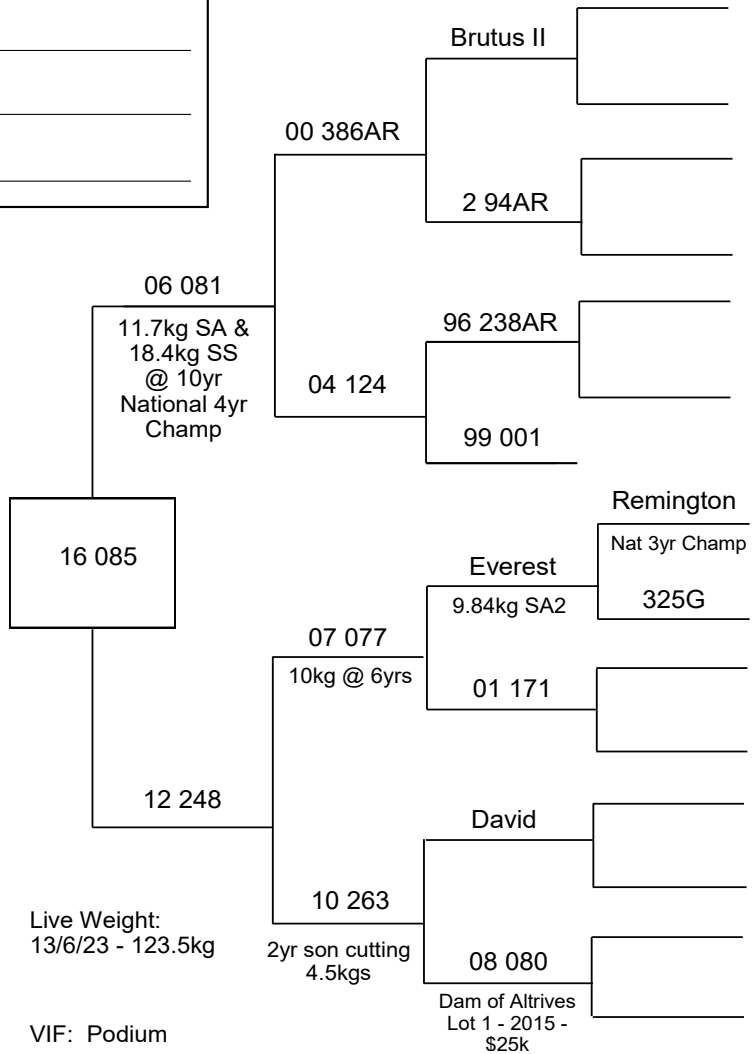 Brutus II
00 386AR
2 94AR
06 081
11.7kg SA &
18.4kg SS
@ 10yr
National 4yr
Champ
96 238AR
04 124
99 001
16 085
Remington
Nat 3yr Champ
Everest
9.84kg SA2
325G
07 077
10kg @ 6yrs
01 171
12 248
David
10 263
2yr son cutting
4.5kgs
08 080
Dam of Altrives
Lot 1 - 2015 -
$25k
Live Weight:
13/6/23 - 123.5kg
VIF: Podium